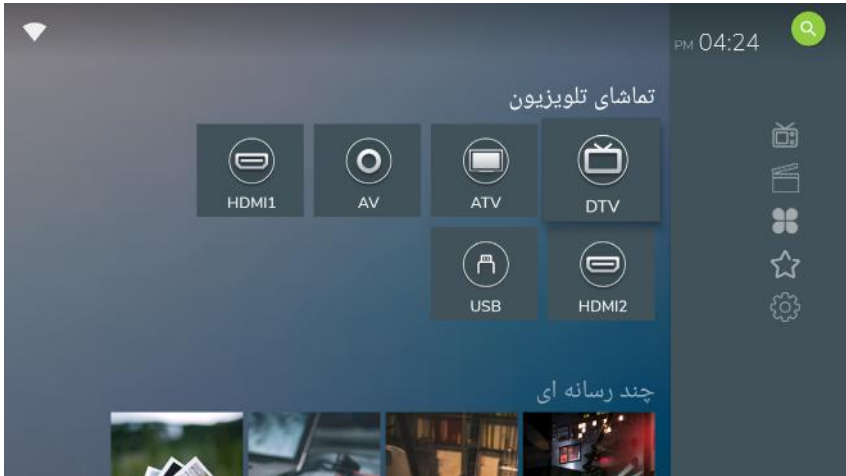 PM 04:24
تماشای تلویزیون
DTV
ATV
AV
HDMI1
HDMI2
USB
چند رسانه ای